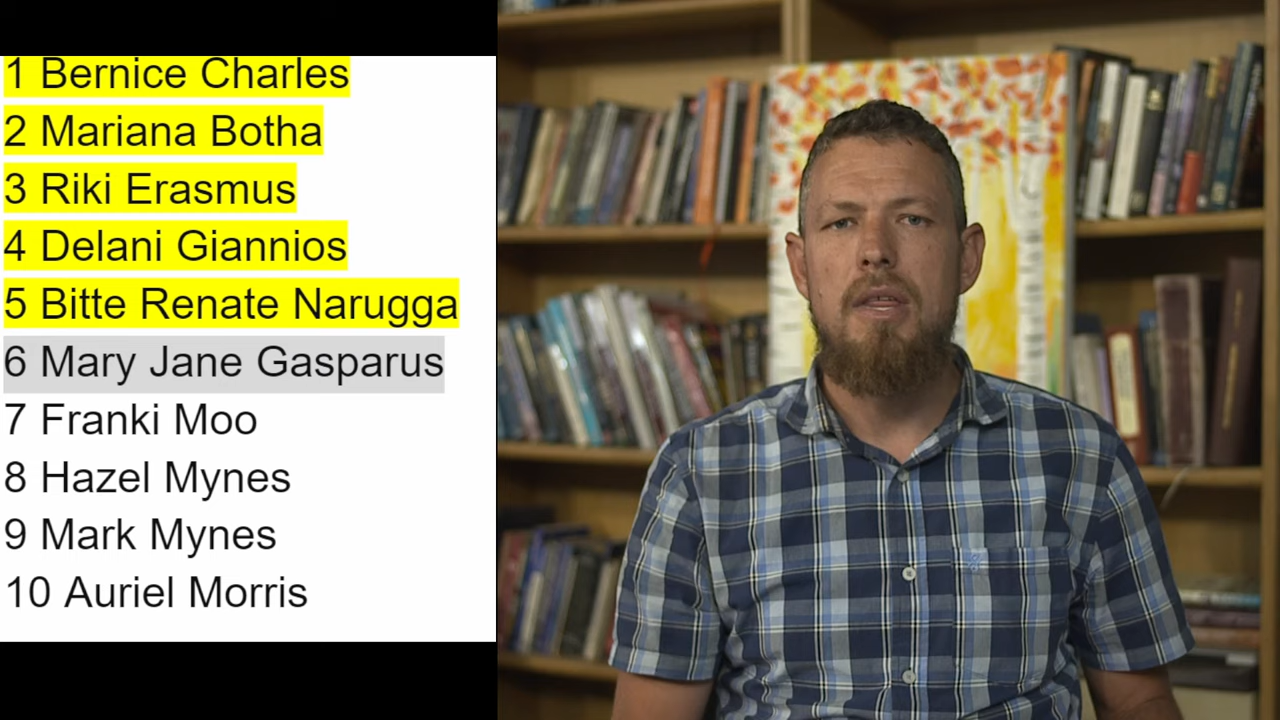 1 Bernice Charles
2 Mariana Botha
3 Riki Erasmus
4 Delani Giannios
5 Bitte Renate Narugga
6 Mary Jane Gasparus
7 Franki Moo
8 Hazel Mynes
9 Mark Mynes
10 Auriel Morris